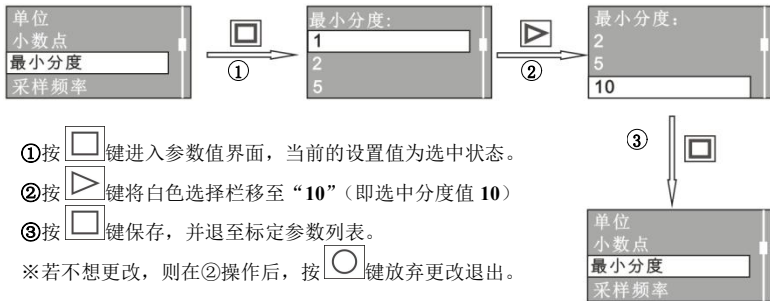 单位
小数点
最小分度
采样频率
①
最小分度:
1
2
5
②
最小分度:
2
5
10
③
①按键进入参数值界面，当前的设置值为选中状态。
②按键将白色选择栏移至“10”（即选中分度值 10）
③按键保存，并退至标定参数列表。
※若不想更改，则在②操作后，按键放弃更改退出。
单位
小数点
最小分度
采样频率